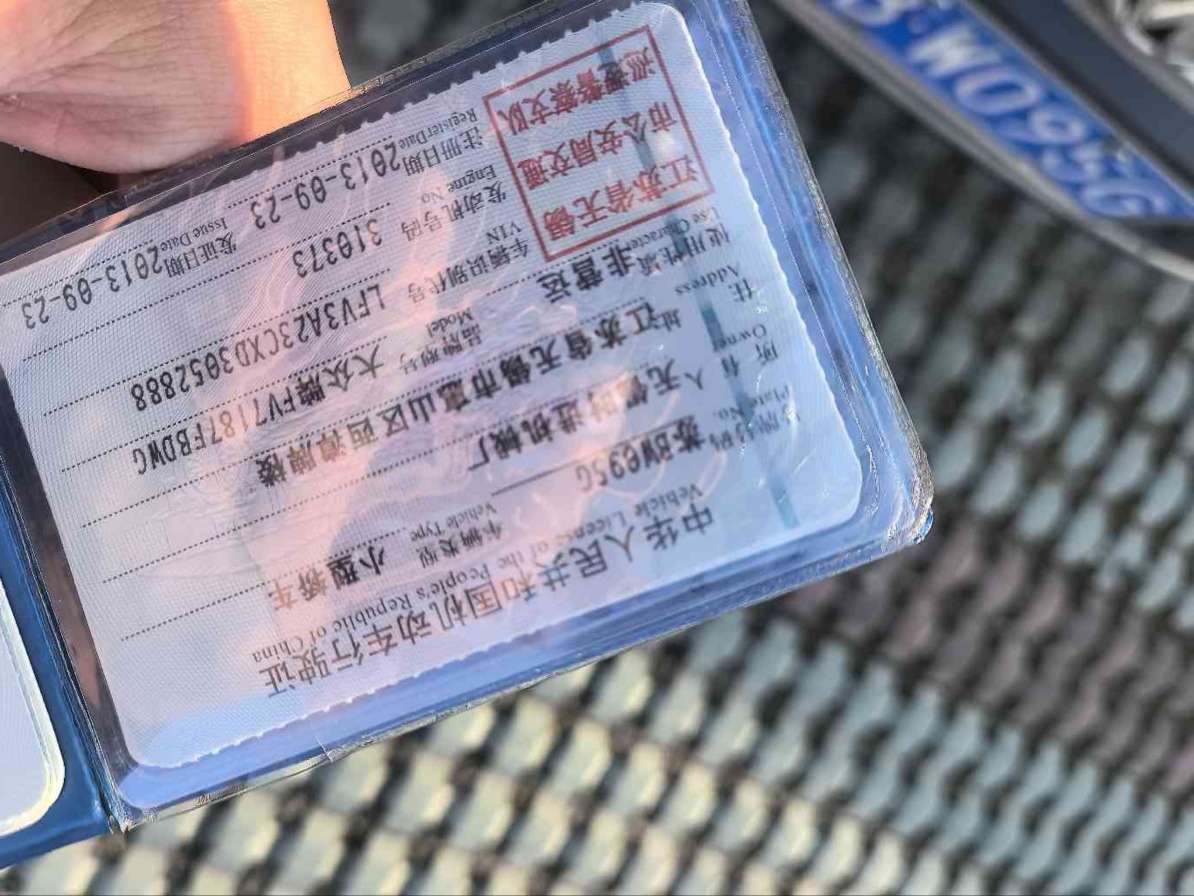 中华人民共和国机动车行驶证
Vehicle License of the People's Republic of China
号牌号码 苏BW095G 车辆类型 小型轿车
Plate No. Vehicle Type
所有人 无锡时进机械厂
Owner
住址 江苏省无锡市惠山区西漳牌楼
Address
使用性质 非营运 品牌型号 大众牌FV7187FBDWG
Use Character Model
江苏省无锡
市公安局交通
巡逻警察支队
车辆识别代号 LFV3A23CXD3052888
VIN
发动机号码 310373
Engine No.
注册日期 2013-09-23 发证日期 2013-09-23
Register Date Issue Date
B·W095G